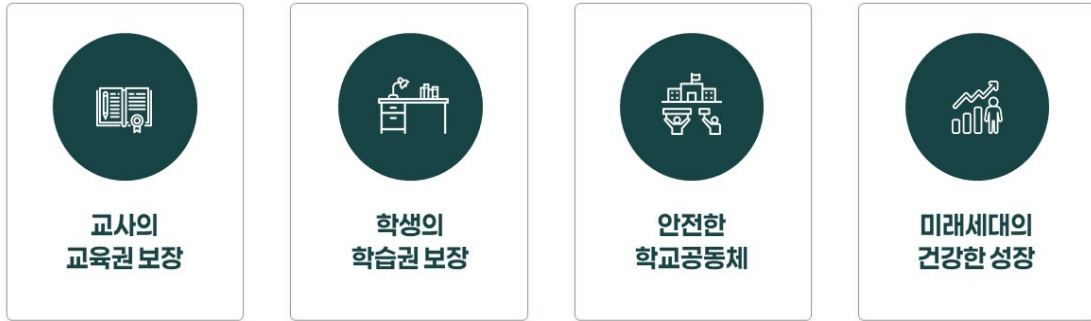 교사의
교육권 보장
학생의
학습권 보장
안전한
학교공동체
미래세대의
건강한 성장